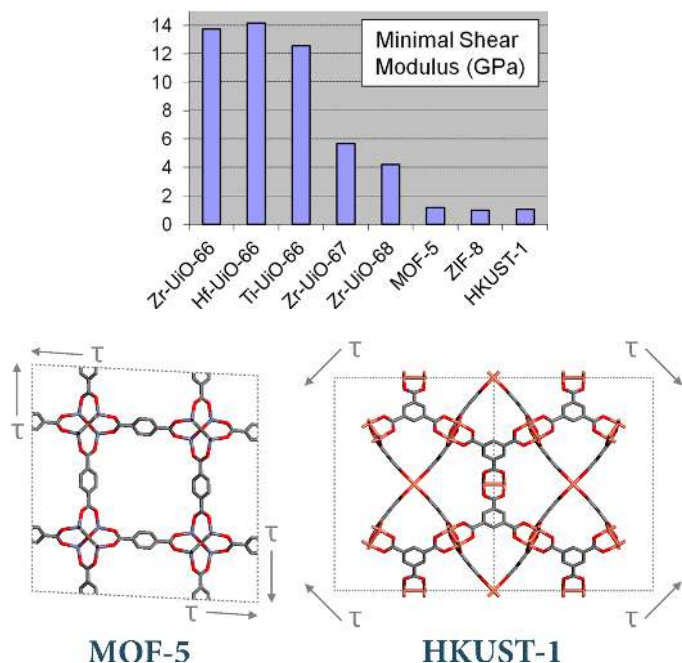 14
12
10
8
6
4
2
0
Minimal Shear
Modulus (GPa)
Zr-UiO-66
Hf-UiO-66
Ti-UiO-66
Zr-UiO-67
Zr-UiO-68
MOF-5
ZIF-8
HKUST-1
τ
τ
τ
τ
τ
τ
τ
τ
MOF-5
HKUST-1